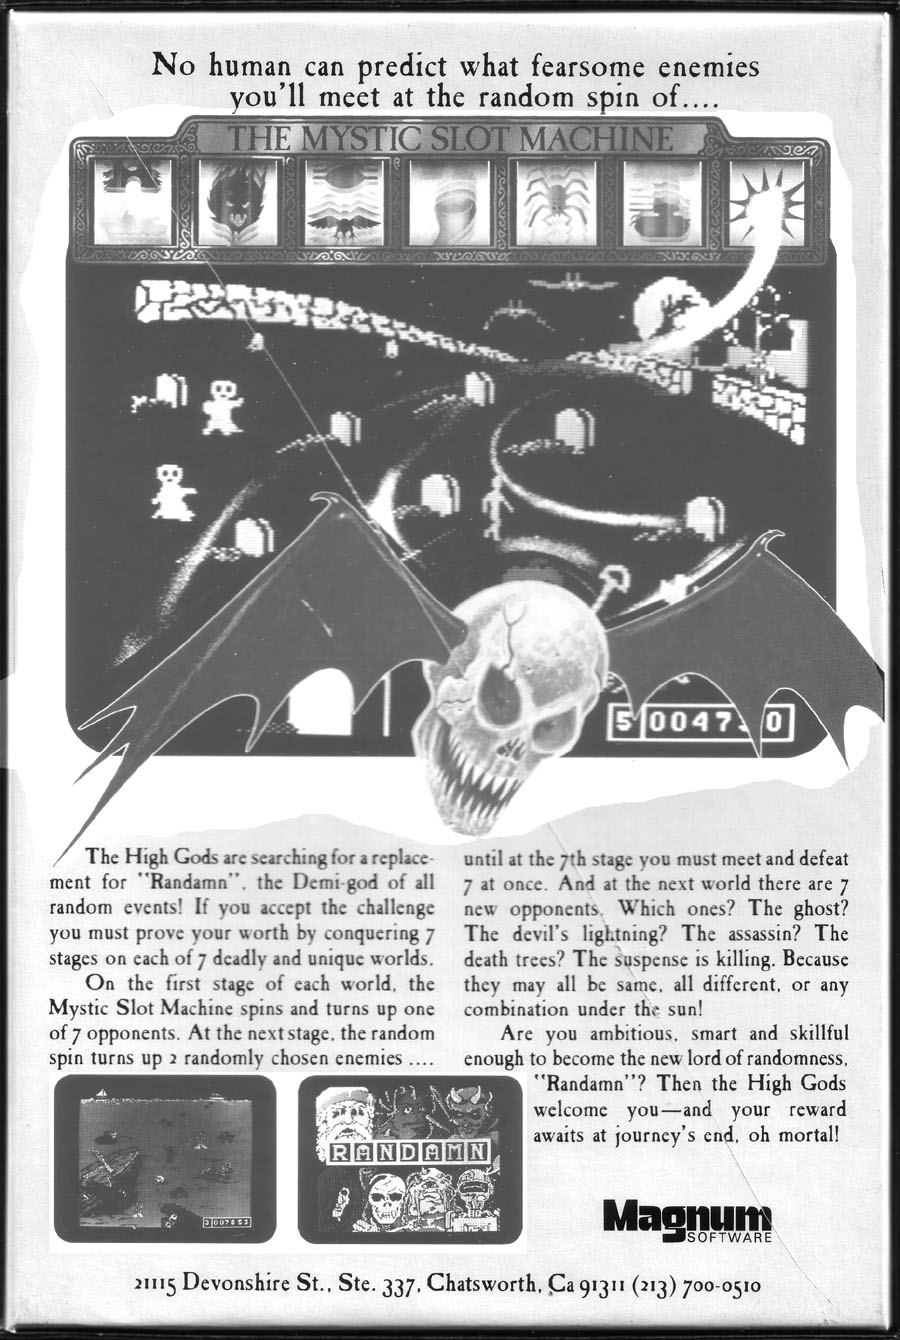 No human can predict what fearsome enemies
you'll meet at the random spin of....
THE MYSTIC SLOT MACHINE
5 0047 0
The High Gods are searching for a replace-
ment for "Randamn", the Demi-god of all
random events! If you accept the challenge
you must prove your worth by conquering 7
stages on each of 7 deadly and unique worlds.
On the first stage of each world, the
Mystic Slot Machine spins and turns up one
of 7 opponents. At the next stage, the random
spin turns up 2 randomly chosen enemies ....
until at the 7th stage you must meet and defeat
7 at once. And at the next world there are 7
new opponents. Which ones? The ghost?
The devil's lightning? The assassin? The
death trees? The suspense is killing. Because
they may all be same, all different, or any
combination under the sun!
Are you ambitious, smart and skillful
enough to become the new lord of randomness,
"Randamn"? Then the High Gods
welcome you—and your reward
awaits at journey's end, oh mortal!
RANDAMN
Magnum
SOFTWARE
21115 Devonshire St., Ste. 337, Chatsworth, Ca 91311 (213) 700-0510